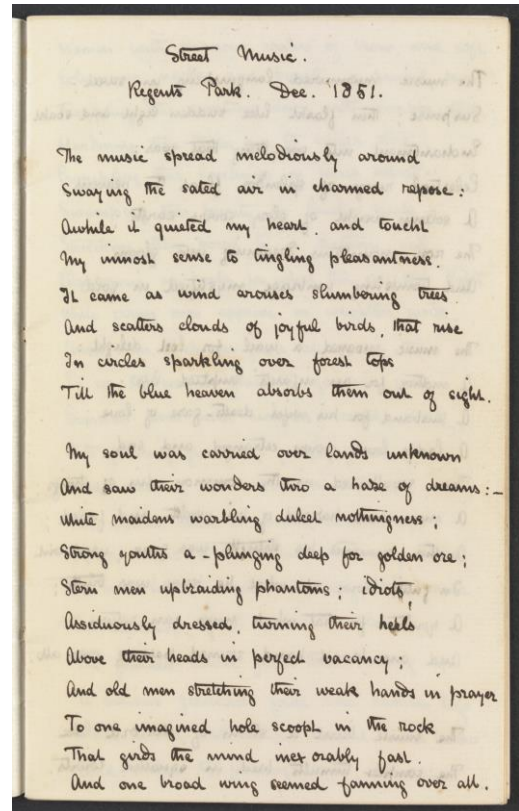 Street Music.
Regents Park. Dec. 1851.
The music spread melodiously around
Swaying the sated air in charmed repose:
Awhile it quieted my heart, and toucht
My inmost sense to tingling pleasantness.
It came as wind arouses slumbering trees
And scatters clouds of joyful birds, that rise
In circles sparkling over forest tops
Till the blue heaven absorbs them out of sight.
My soul was carried over lands unknown
And saw their wonders thro a haze of dreams:—
White maidens warbling dulcet nothingness;
Strong youths a-plunging deep for golden ore;
Stern men upbraiding phantoms; idiots,
Assiduously dressed, turning their heels
Above their heads in perfect vacancy;
And old men stretching their weak hands in prayer
To one imagined hole scoopt in the rock
That girds the mind inexorably fast.
And one broad wing seemed fanning over all.